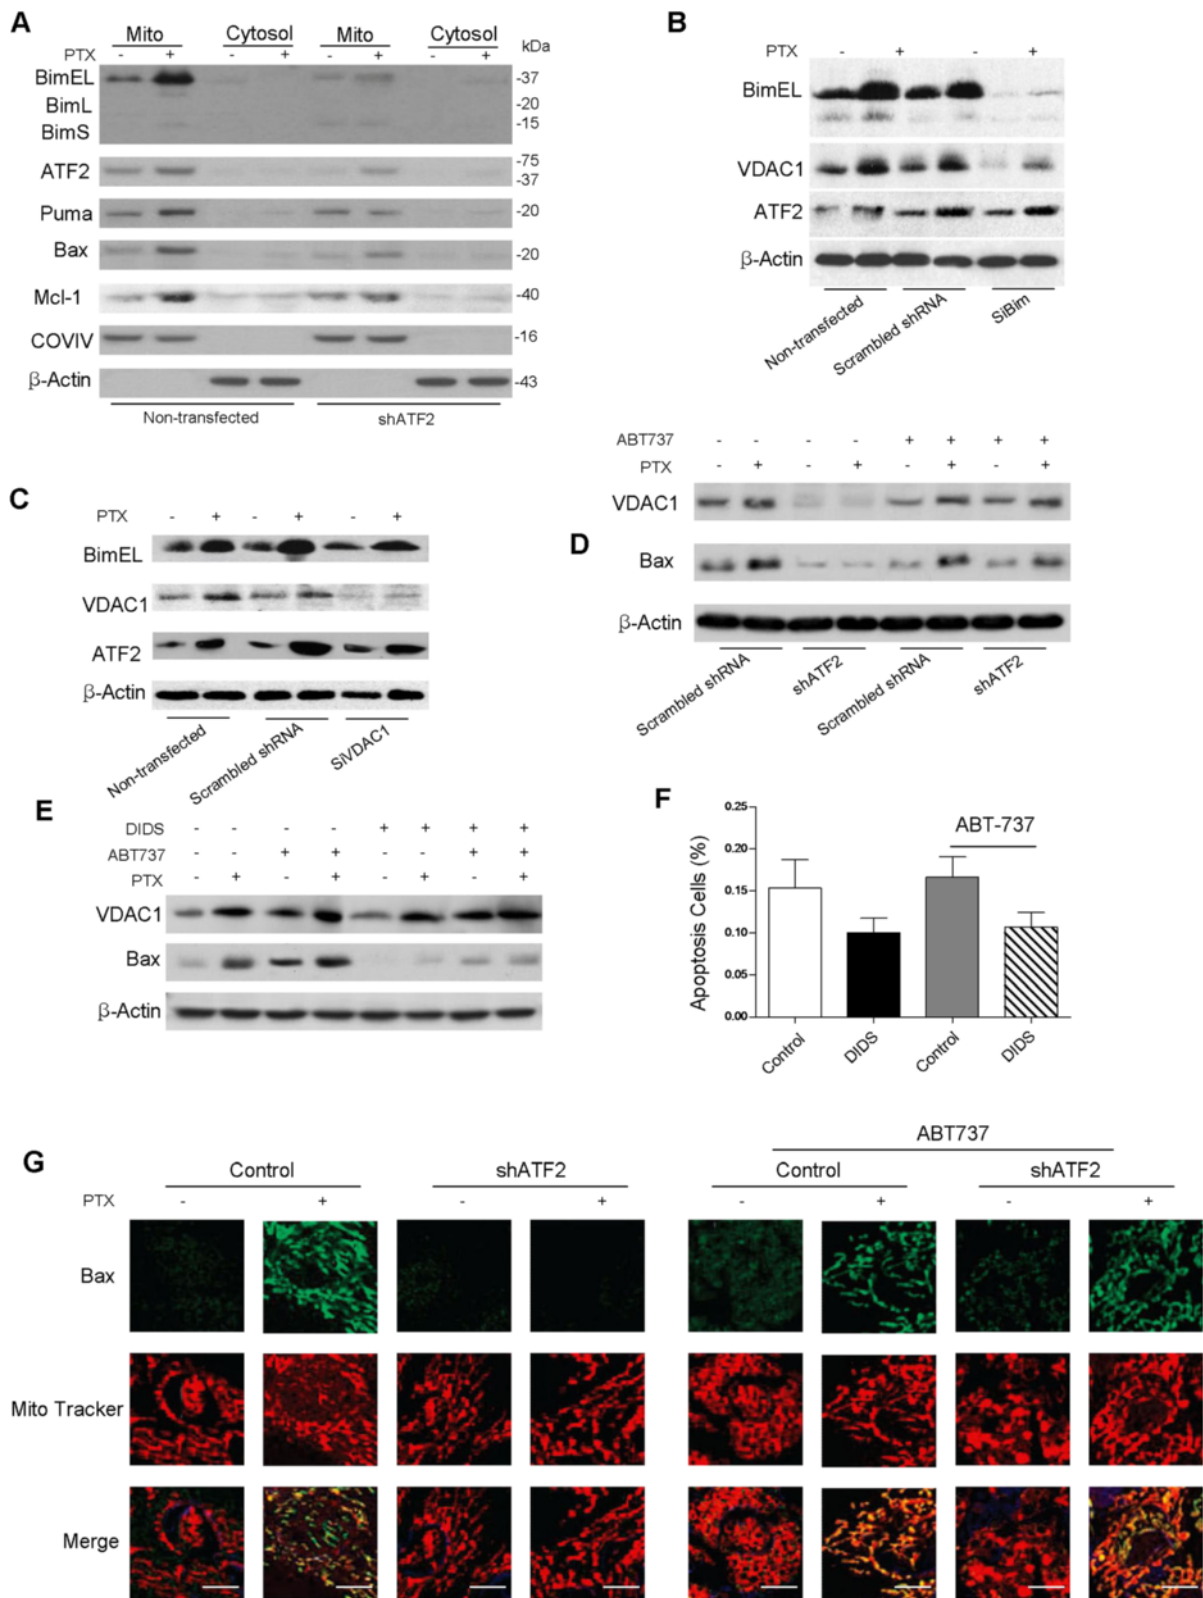 A
Mito Cytosol Mito Cytosol
kDa
PTX - + - + - + - +
BimEL -37
BimL -20
BimS -15
ATF2 -75
-37
Puma -20
Bax -20
Mcl-1 -40
COVIV -16
β-Actin -43
Non-transfected shATF2
B
PTX - + - + - +
BimEL
VDAC1
ATF2
β-Actin
Non-transfected Scrambled shRNA SiBim
C
PTX - + - + - +
BimEL
VDAC1
ATF2
β-Actin
Non-transfected Scrambled shRNA SiVDAC1
D
ABT737 - - - - + + + +
PTX - + - + - + - +
VDAC1
Bax
β-Actin
Scrambled shRNA shATF2 Scrambled shRNA shATF2
E
DIDS - - - - + + + +
ABT737 - - + + - - + +
PTX - + - + - + - +
VDAC1
Bax
β-Actin
F
ABT-737
Apoptosis Cells (%)
0.25
0.20
0.15
0.10
0.05
0.00
Control DIDS Control DIDS
G
ABT737
Control shATF2 Control shATF2
PTX - + - + - + - +
Bax
Mito Tracker
Merge